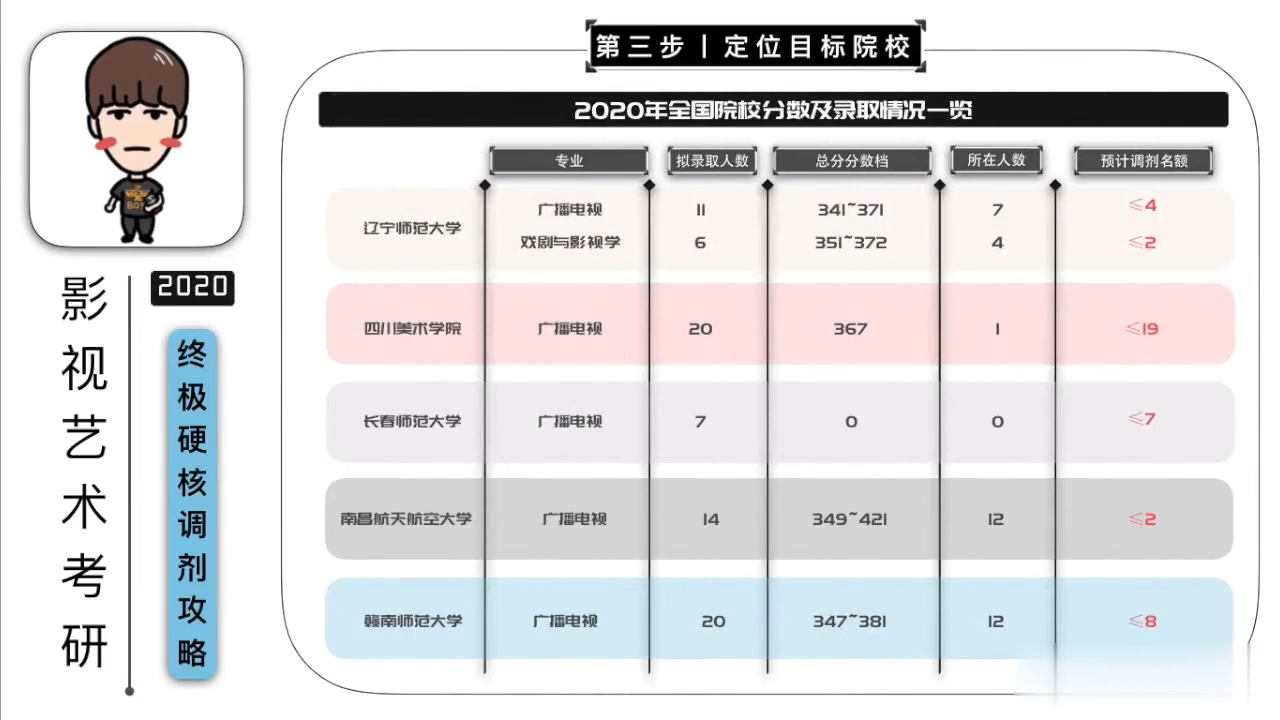 第三步丨定位目标院校
2020年全国院校分数及录取情况一览
专业 拟录取人数 总分分数档 所在人数 预计调剂名额
辽宁师范大学 广播电视 11 341~371 7 ≤4
戏剧与影视学 6 351~372 4 ≤2
四川美术学院 广播电视 20 367 1 ≤19
长春师范大学 广播电视 7 0 0 ≤7
南昌航天航空大学 广播电视 14 349~421 12 ≤2
赣南师范大学 广播电视 20 347~381 12 ≤8
影视艺术考研
2020
终极硬核调剂攻略